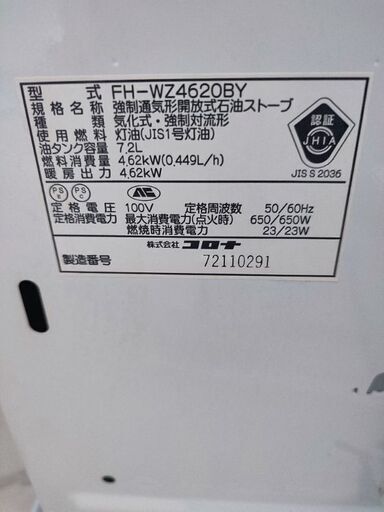 型式 FH-WZ4620BY
規格名称 強制通気形開放式石油ストーブ
種類 気化式・強制対流形
使用燃料 灯油(JIS1号灯油)
油タンク容量 7.2L
燃料消費量 4.62kW(0.449L/h)
暖房出力 4.62kW
認証
JHIA
JIS S 2036
PS
PS
C
定格電圧 100V 定格周波数 50/60Hz
定格消費電力 最大消費電力(点火時) 650/650W
燃焼時消費電力 23/23W
株式会社 コロナ
製造番号 72110291